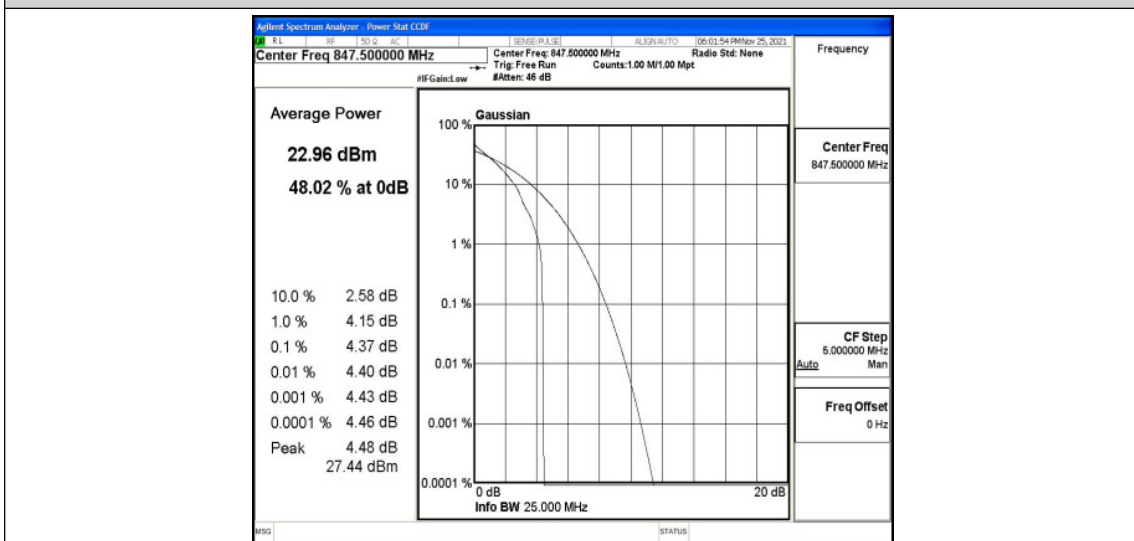 Agilent Spectrum Analyzer - Power Stat CCDF
RL RF 50 Ω AC SENSE:PULSE ALIGN AUTO 06:01:54 PM Nov 25, 2021
Center Freq 847.500000 MHz
Center Freq: 847.500000 MHz Radio Std: None
Trig: Free Run Counts:1.00 M/1.00 Mpt
#IFGain:Low #Atten: 46 dB
Frequency
Average Power
22.96 dBm
48.02 % at 0dB
10.0 % 2.58 dB
1.0 % 4.15 dB
0.1 % 4.37 dB
0.01 % 4.40 dB
0.001 % 4.43 dB
0.0001 % 4.46 dB
Peak 4.48 dB
27.44 dBm
Gaussian
100 %
10 %
1 %
0.1 %
0.01 %
0.001 %
0.0001 %
0 dB 20 dB
Info BW 25.000 MHz
Center Freq
847.500000 MHz
CF Step
5.000000 MHz
Auto Man
Freq Offset
0 Hz
MSG STATUS